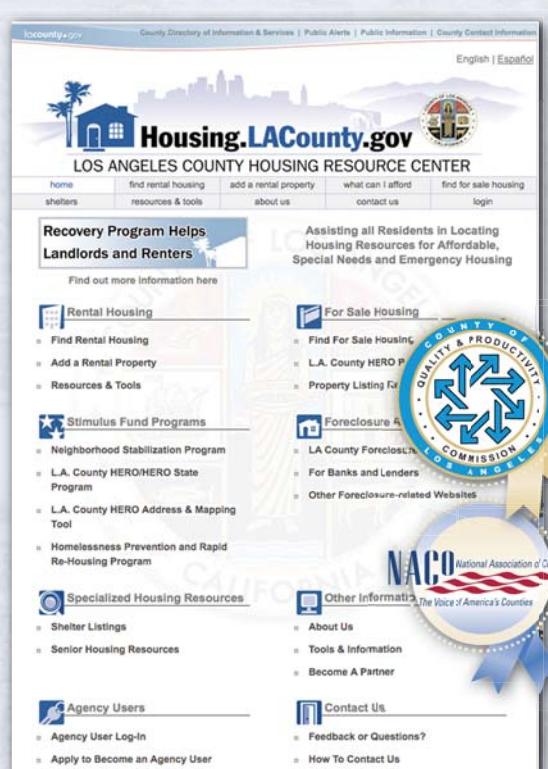 lacounty.gov County Directory of Information & Services | Public Alerts | Public Information | County Contact Information
English | Español
Housing.LACounty.gov
LOS ANGELES COUNTY HOUSING RESOURCE CENTER
home find rental housing add a rental property what can I afford find for sale housing
shelters resources & tools about us contact us login
Recovery Program Helps
Landlords and Renters
Find out more information here
Assisting all Residents in Locating
Housing Resources for Affordable,
Special Needs and Emergency Housing
Rental Housing
Find Rental Housing
Add a Rental Property
Resources & Tools
For Sale Housing
Find For Sale Housing
L.A. County HERO P
Property Listing
COUNTY OF LOS ANGELES
QUALITY & PRODUCTIVITY
COMMISSION
Stimulus Fund Programs
Neighborhood Stabilization Program
L.A. County HERO/HERO State
Program
L.A. County HERO Address & Mapping
Tool
Homelessness Prevention and Rapid
Re-Housing Program
Foreclosure
LA County Foreclosure
For Banks and Lenders
Other Foreclosure-related Websites
NACO National Association of
The Voice of America's Counties
CALIFORNIA
Specialized Housing Resources
Shelter Listings
Senior Housing Resources
Other Informatio
About Us
Tools & Information
Become A Partner
Agency Users
Agency User Log-In
Apply to Become an Agency User
Contact Us
Feedback or Questions?
How To Contact Us